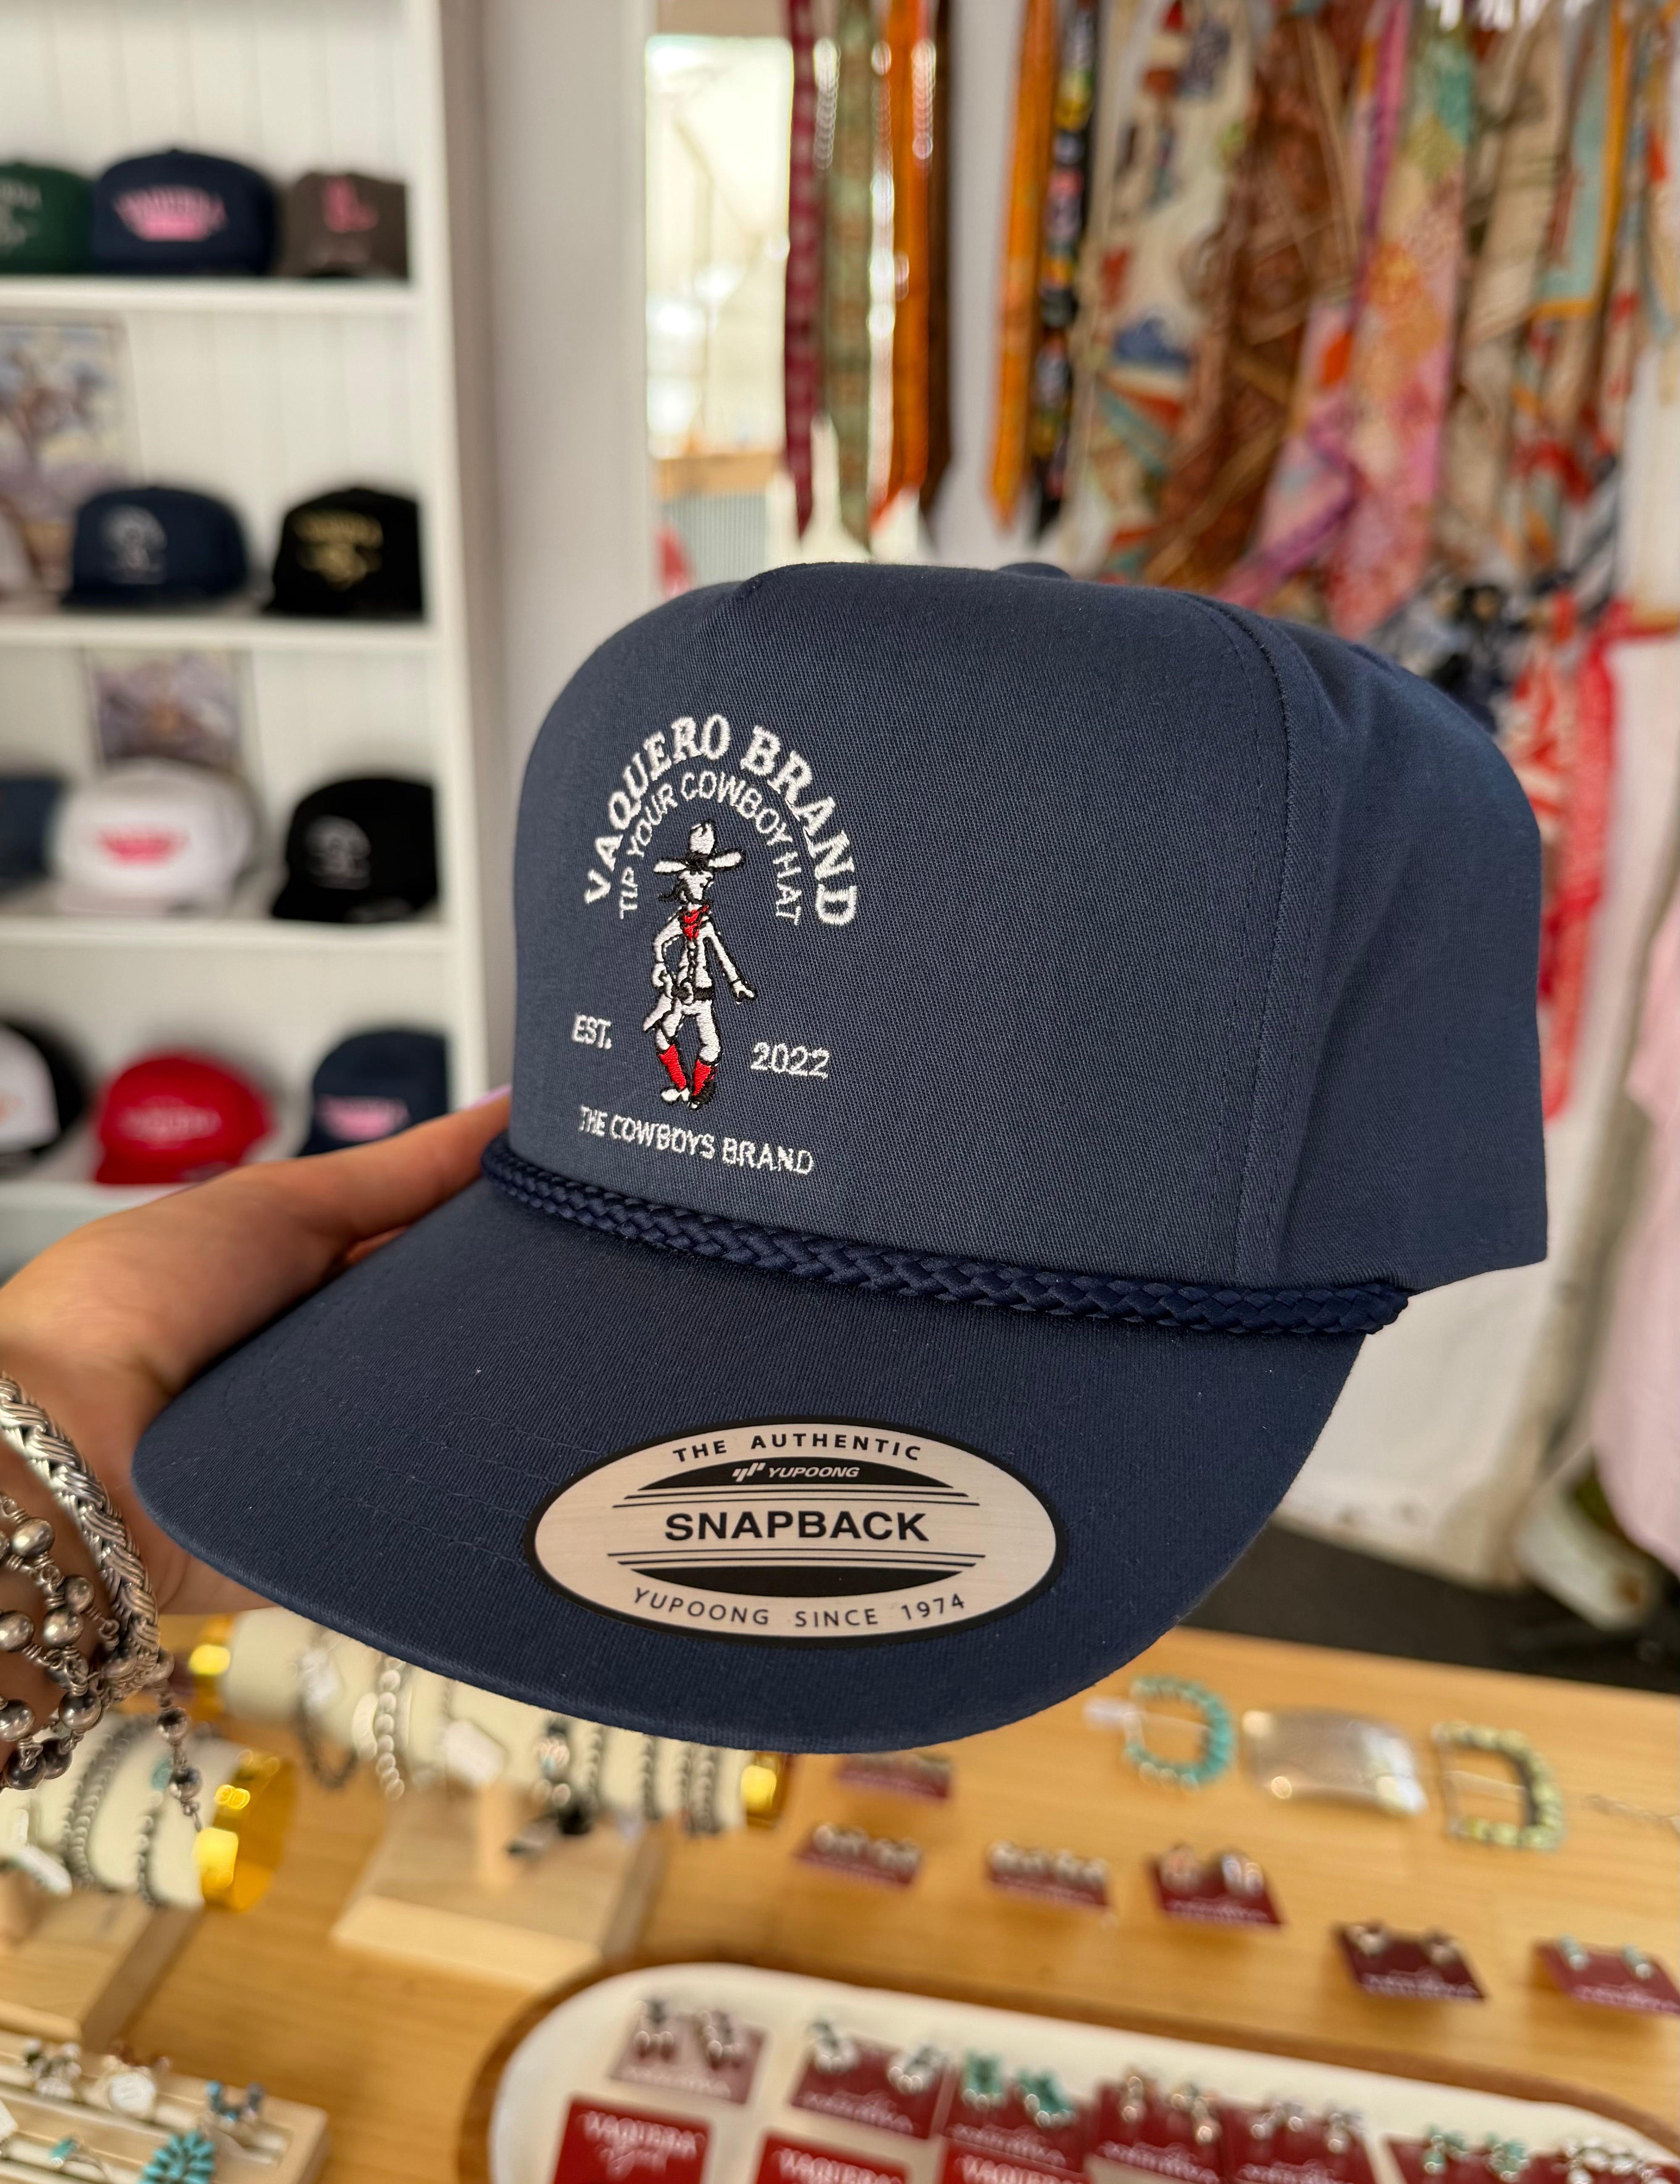 VAQUERO BRAND
TIP YOUR COWBOY HAT
EST. 2022
THE COWBOYS BRAND
THE AUTHENTIC
YUPOONG
SNAPBACK
YUPOONG SINCE 1974